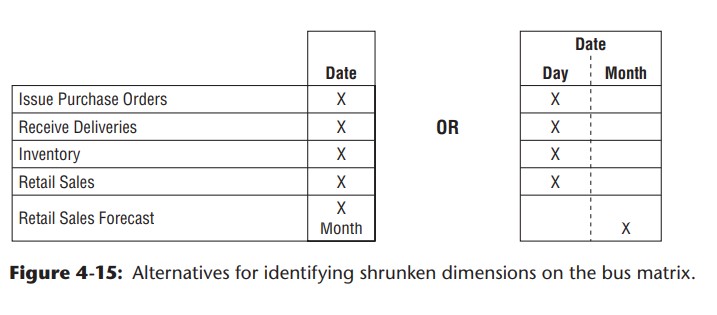 Date
Issue Purchase Orders X
Receive Deliveries X
Inventory X
Retail Sales X
Retail Sales Forecast X
Month
OR
Date
Day Month
X
X
X
X
X
Figure 4-15: Alternatives for identifying shrunken dimensions on the bus matrix.